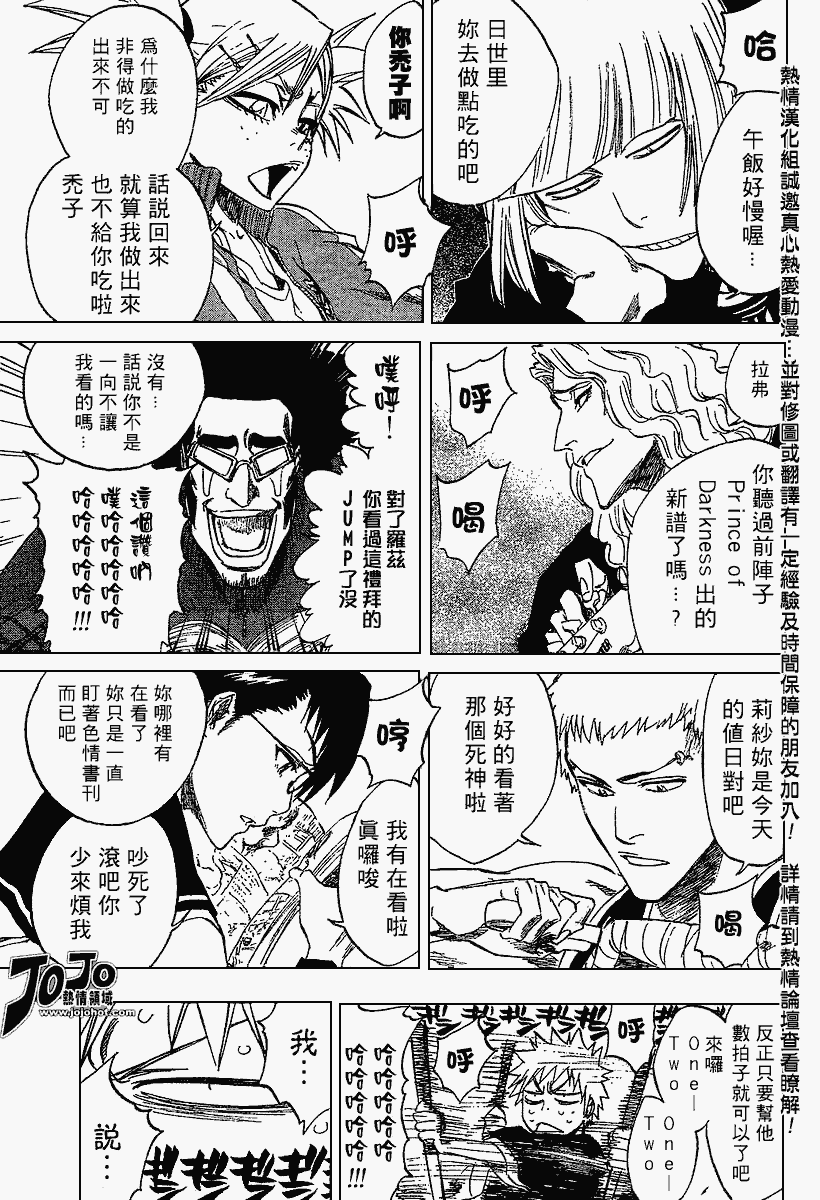 哈
午飯好慢喔…
日世里
妳去做點吃的吧
你禿子啊
呼
為什麼我
非得做吃的
出來不可
話説回來
就算我做出來
也不給你吃啦
禿子
拉弗
你聽過前陣子
Prince of
Darkness出的
新譜了嗎…?
呼
喝
噗呼!
對了羅茲
你看過這禮拜的
JUMP了沒
沒有…
話説你不是
一向不讓
我看的嗎…
這個讚啊
噗哈哈哈哈哈
哈哈哈哈哈哈!!!
莉紗妳是今天
的值日對吧
好好的看著
那個死神啦
喝
哼
我有在看啦
真囉唆
妳哪裡有
在看了
妳只是一直
盯著色情書刊
而已吧
吵死了
滾吧你
少來煩我
反正只要幫他
數拍子就可以了吧
來囉
One—
Two
One—
Two
呼
呼
哈哈哈哈哈
哈哈哈哈哈!!!
我…
説…
熱情漢化組誠邀真心熱愛動漫…並對修圖或翻譯有一定經驗及時間保障的朋友加入! 詳情請到熱情論壇查看瞭解!
JOJO
熱情領域
www.jojohot.com